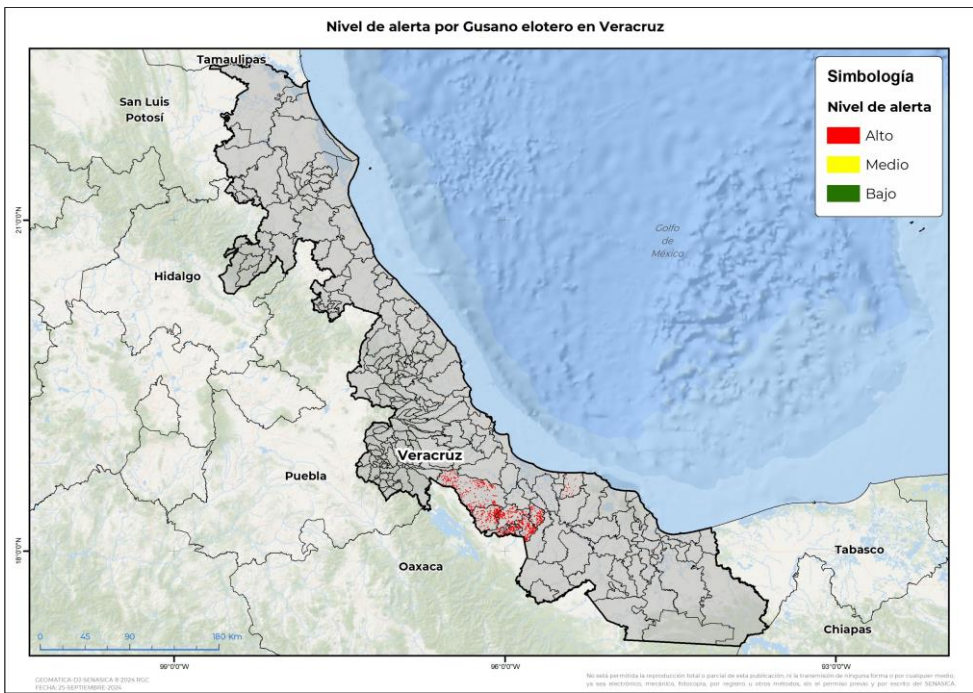 Nivel de alerta por Gusano elotero en Veracruz
Tamaulipas
San Luis
Potosí
Simbología
Nivel de alerta
Alto
Medio
Bajo
21°0'0"N
Golfo
de
México
Hidalgo
Veracruz
Puebla
18°0'0"N
Oaxaca
Tabasco
Chiapas
0 45 90 180 Km
99°0'0"W 96°0'0"W 93°0'0"W
GEOMÁTICA-DJ-SENASICA ®2024 RGC
FECHA: 25-SEPTIEMBRE-2024
No está permitida la reproducción total o parcial de esta publicación, ni la transmisión de ninguna forma o por cualquier medio,
ya sea electrónico, mecánico, fotocopia, por registro u otros métodos, sin el permiso previo y por escrito del SENASICA.